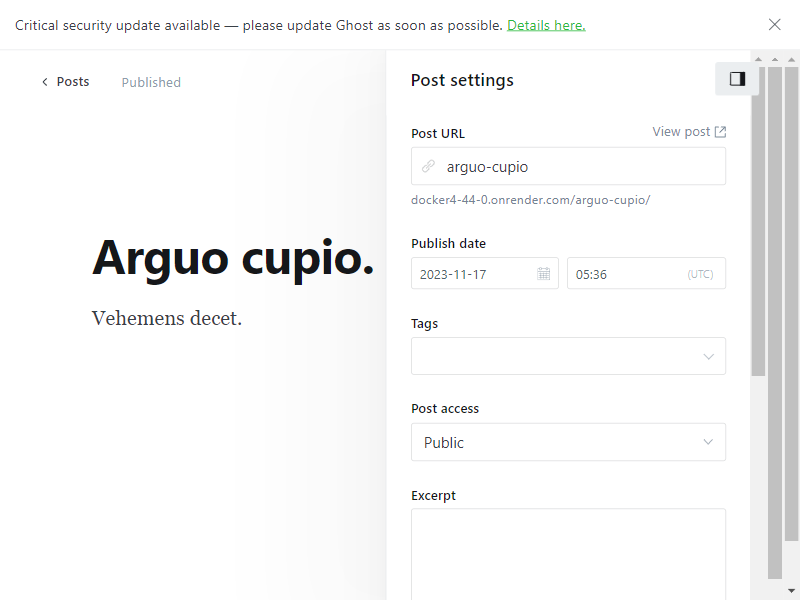 Critical security update available — please update Ghost as soon as possible. Details here.
Posts
Published
Arguo cupio.
Vehemens decet.
Post settings
Post URL
View post
arguo-cupio
docker4-44-0.onrender.com/arguo-cupio/
Publish date
2023-11-17
05:36
(UTC)
Tags
Post access
Public
Excerpt